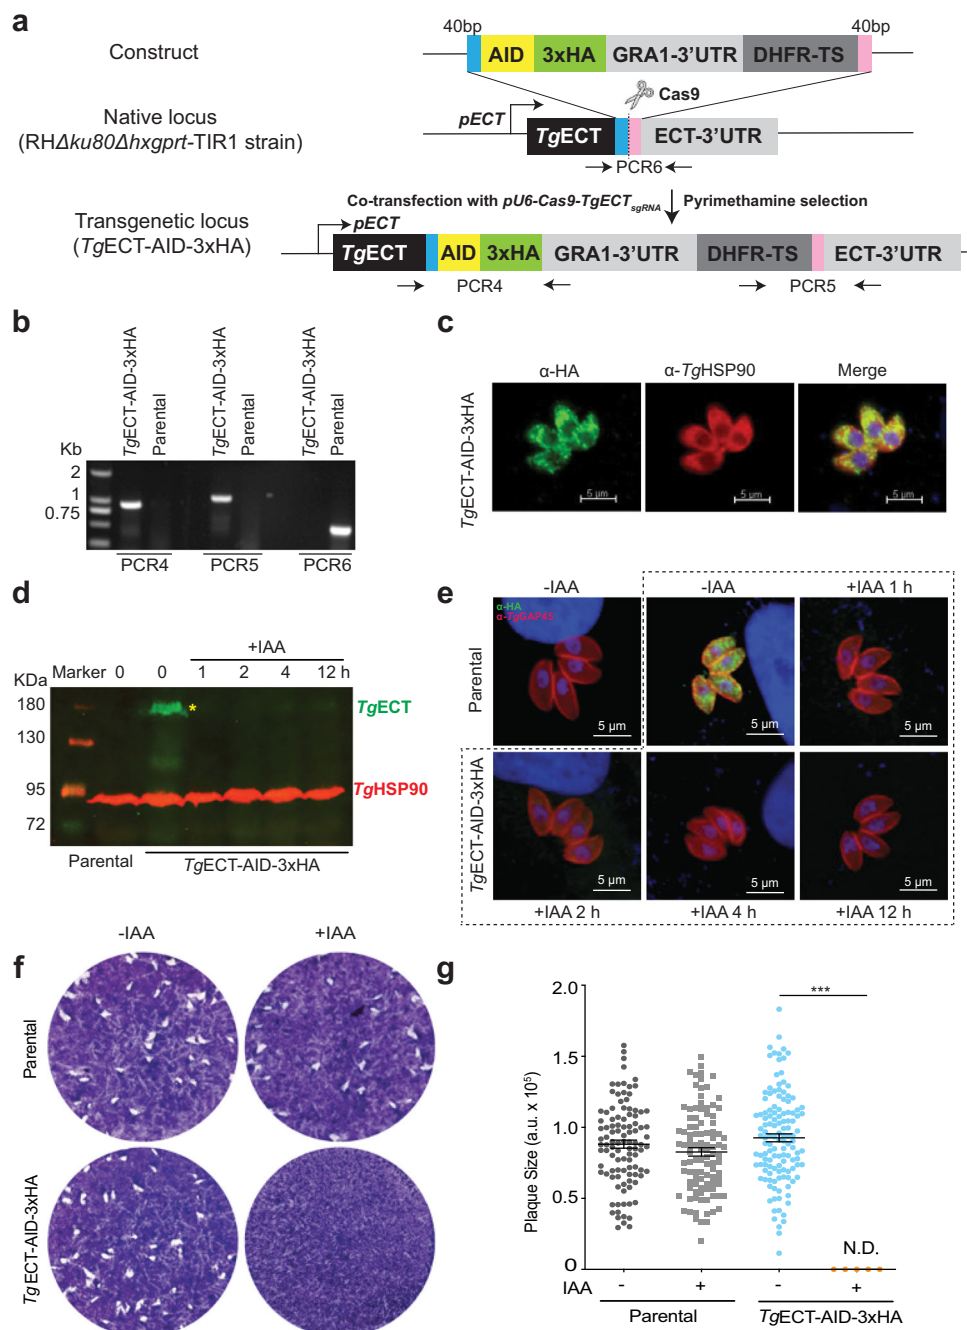 a
40bp
40bp
Construct
AID
3xHA
GRA1-3'UTR
DHFR-TS
Cas9
Native locus
(RHΔku80Δhxgprt-TIR1 strain)
pECT
TgECT
ECT-3'UTR
PCR6
Co-transfection with pU6-Cas9-TgECTsgRNA
Pyrimethamine selection
Transgenetic locus
(TgECT-AID-3xHA)
pECT
TgECT
AID
3xHA
GRA1-3'UTR
DHFR-TS
ECT-3'UTR
PCR4
PCR5
b
TgECT-AID-3xHA
Parental
TgECT-AID-3xHA
Parental
TgECT-AID-3xHA
Parental
Kb
2
1
0.75
PCR4
PCR5
PCR6
c
α-HA
α-TgHSP90
Merge
TgECT-AID-3xHA
5 µm
5 µm
5 µm
d
+IAA
Marker
0
0
1
2
4
12 h
KDa
180
130
95
72
*
TgECT
TgHSP90
Parental
TgECT-AID-3xHA
e
-IAA
-IAA
+IAA 1 h
α-HA
α-TgGAP45
Parental
5 µm
5 µm
5 µm
TgECT-AID-3xHA
5 µm
5 µm
5 µm
+IAA 2 h
+IAA 4 h
+IAA 12 h
f
-IAA
+IAA
Parental
TgECT-AID-3xHA
g
Plaque Size (a.u. x 10⁵)
2.0
1.5
1.0
0.5
0
***
N.D.
IAA
-
+
-
+
Parental
TgECT-AID-3xHA